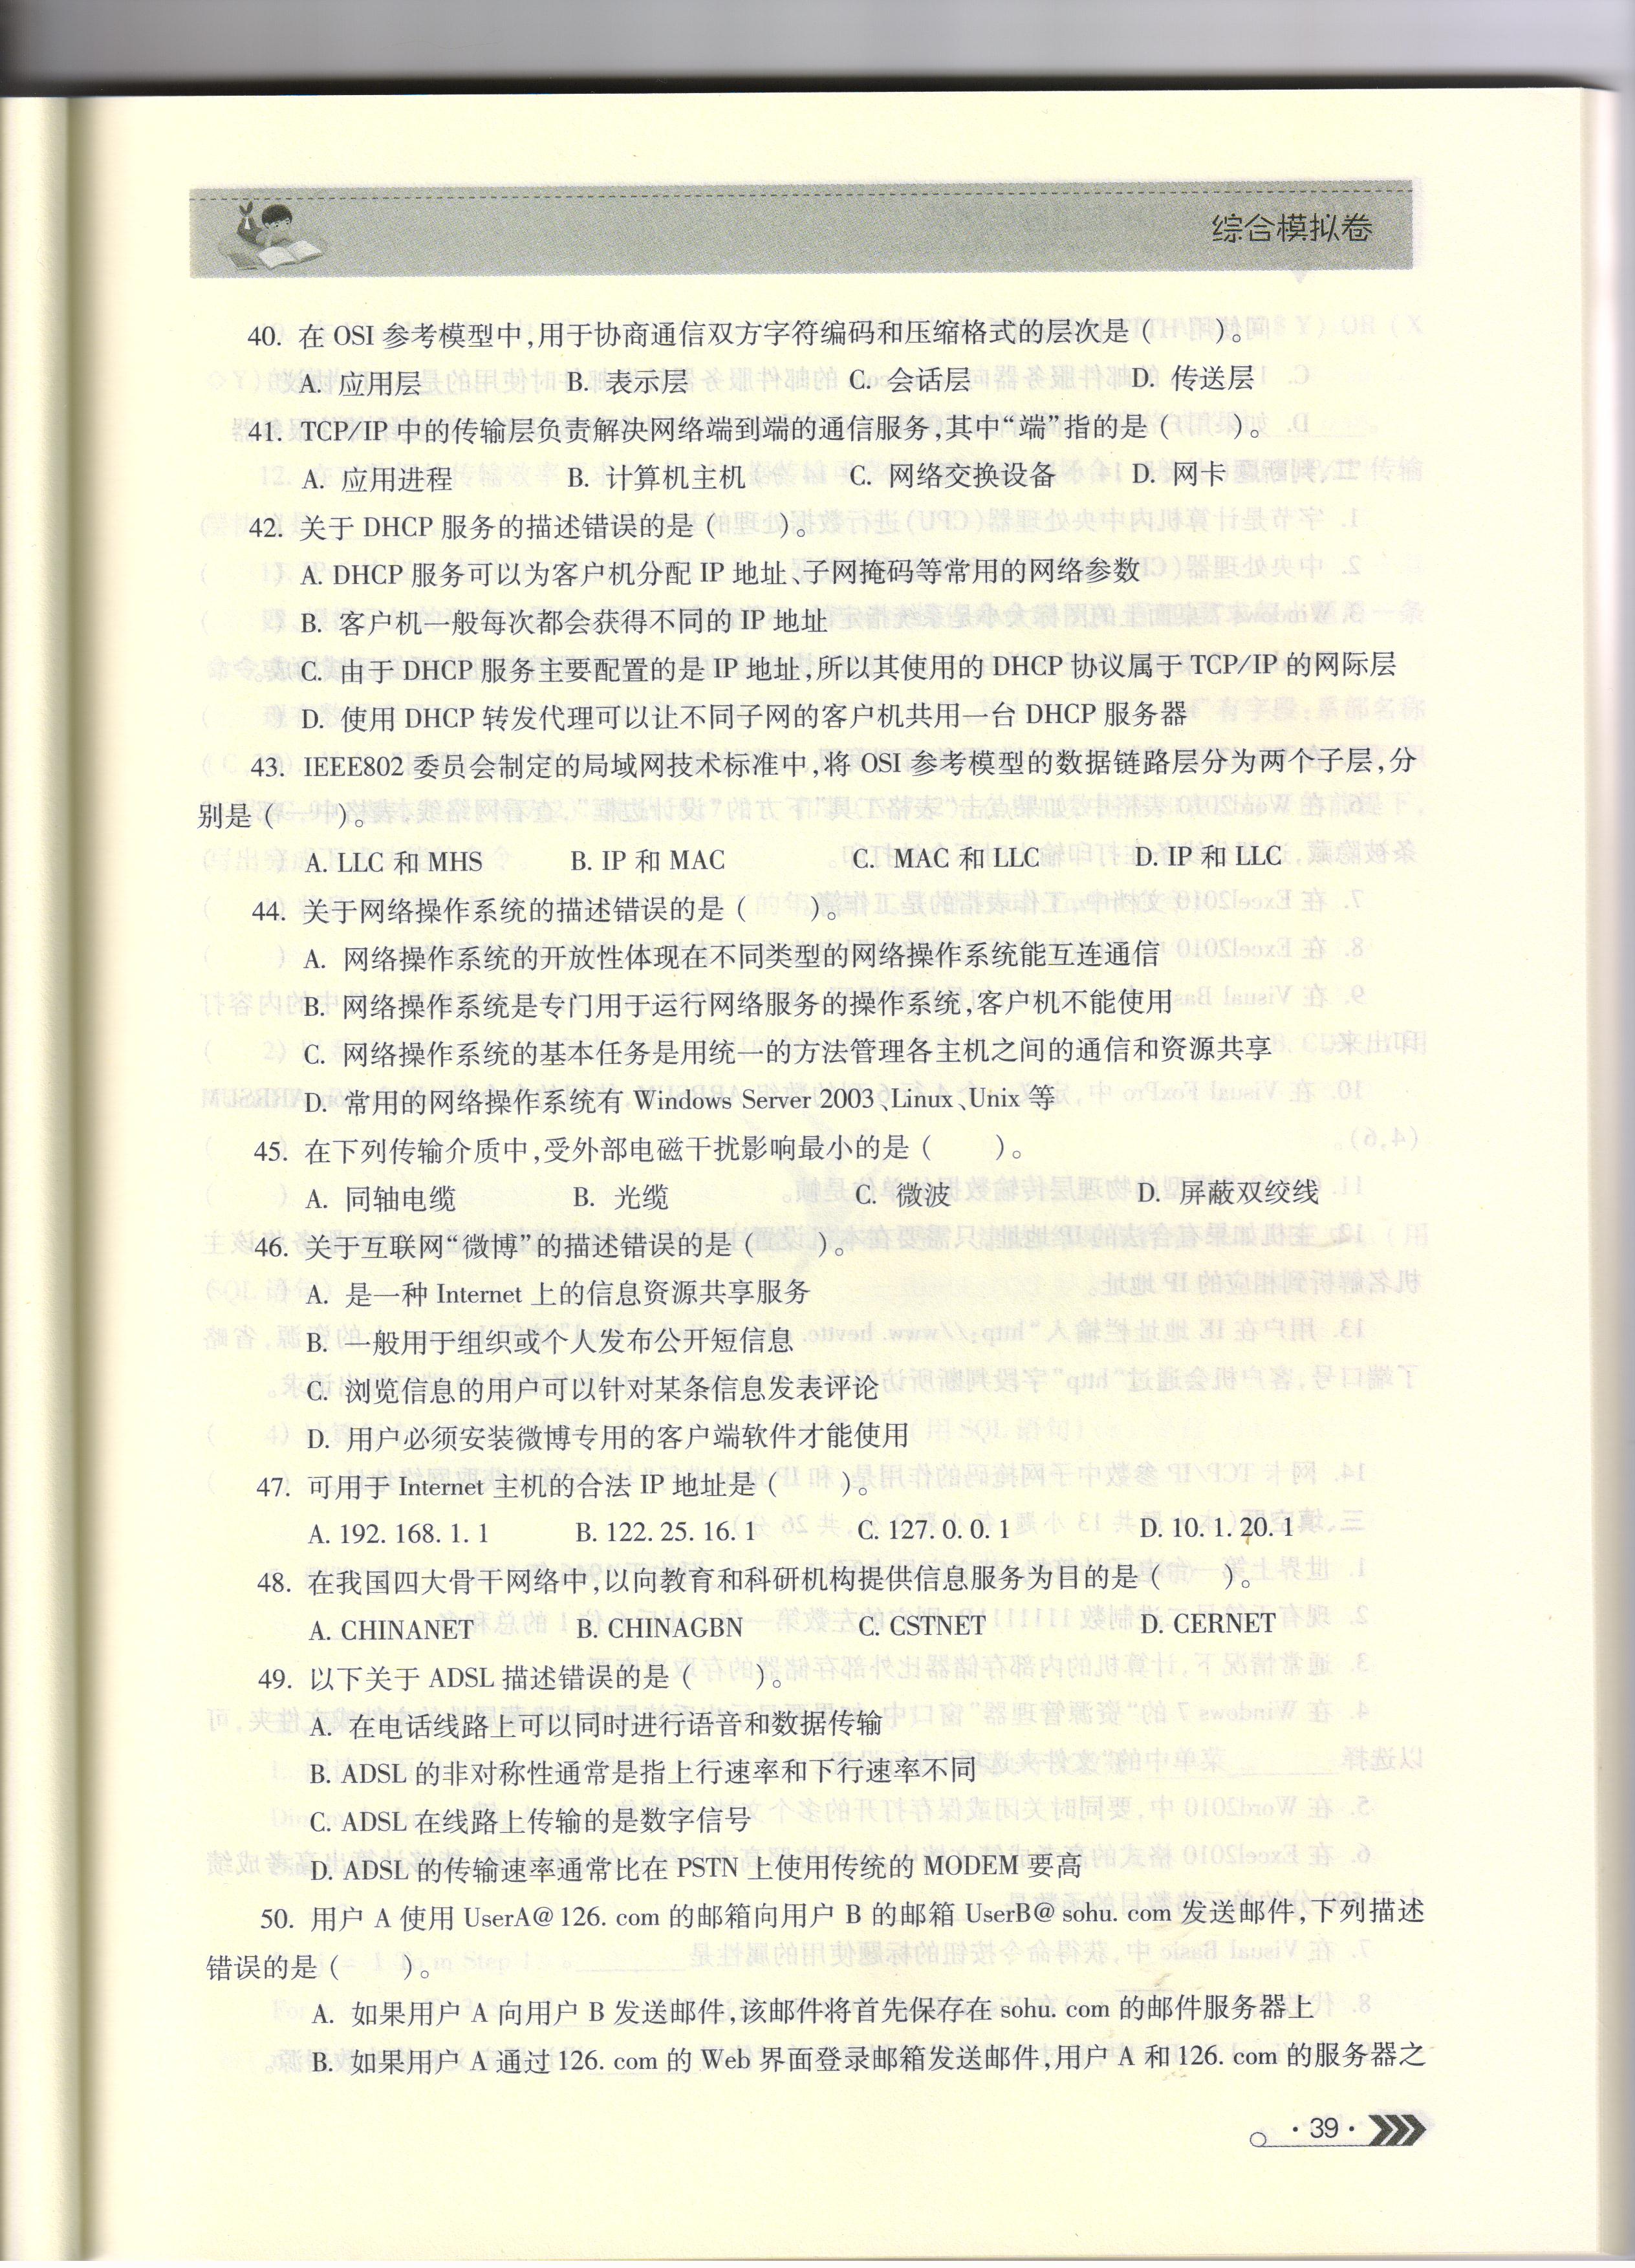 综合模拟卷
40. 在 OSI 参考模型中,用于协商通信双方字符编码和压缩格式的层次是(　　)。
A. 应用层　B. 表示层　C. 会话层　D. 传送层
41. TCP/IP 中的传输层负责解决网络端到端的通信服务,其中“端”指的是(　　)。
A. 应用进程　B. 计算机主机　C. 网络交换设备　D. 网卡
42. 关于 DHCP 服务的描述错误的是(　　)。
A. DHCP 服务可以为客户机分配 IP 地址、子网掩码等常用的网络参数
B. 客户机一般每次都会获得不同的 IP 地址
C. 由于 DHCP 服务主要配置的是 IP 地址,所以其使用的 DHCP 协议属于 TCP/IP 的网际层
D. 使用 DHCP 转发代理可以让不同子网的客户机共用一台 DHCP 服务器
43. IEEE802 委员会制定的局域网技术标准中,将 OSI 参考模型的数据链路层分为两个子层,分
别是(　　)。
A. LLC 和 MHS　B. IP 和 MAC　C. MAC 和 LLC　D. IP 和 LLC
44. 关于网络操作系统的描述错误的是(　　)。
A. 网络操作系统的开放性体现在不同类型的网络操作系统能互连通信
B. 网络操作系统是专门用于运行网络服务的操作系统,客户机不能使用
C. 网络操作系统的基本任务是用统一的方法管理各主机之间的通信和资源共享
D. 常用的网络操作系统有 Windows Server 2003、Linux、Unix 等
45. 在下列传输介质中,受外部电磁干扰影响最小的是(　　)。
A. 同轴电缆　B. 光缆　C. 微波　D. 屏蔽双绞线
46. 关于互联网“微博”的描述错误的是(　　)。
A. 是一种 Internet 上的信息资源共享服务
B. 一般用于组织或个人发布公开短信息
C. 浏览信息的用户可以针对某条信息发表评论
D. 用户必须安装微博专用的客户端软件才能使用
47. 可用于 Internet 主机的合法 IP 地址是(　　)。
A. 192. 168. 1. 1　B. 122. 25. 16. 1　C. 127. 0. 0. 1　D. 10. 1. 20. 1
48. 在我国四大骨干网络中,以向教育和科研机构提供信息服务为目的是(　　)。
A. CHINANET　B. CHINAGBN　C. CSTNET　D. CERNET
49. 以下关于 ADSL 描述错误的是(　　)。
A. 在电话线路上可以同时进行语音和数据传输
B. ADSL 的非对称性通常是指上行速率和下行速率不同
C. ADSL 在线路上传输的是数字信号
D. ADSL 的传输速率通常比在 PSTN 上使用传统的 MODEM 要高
50. 用户 A 使用 UserA@126. com 的邮箱向用户 B 的邮箱 UserB@sohu. com 发送邮件,下列描述
错误的是(　　)。
A. 如果用户 A 向用户 B 发送邮件,该邮件将首先保存在 sohu. com 的邮件服务器上
B. 如果用户 A 通过 126. com 的 Web 界面登录邮箱发送邮件,用户 A 和 126. com 的服务器之
· 39 ·